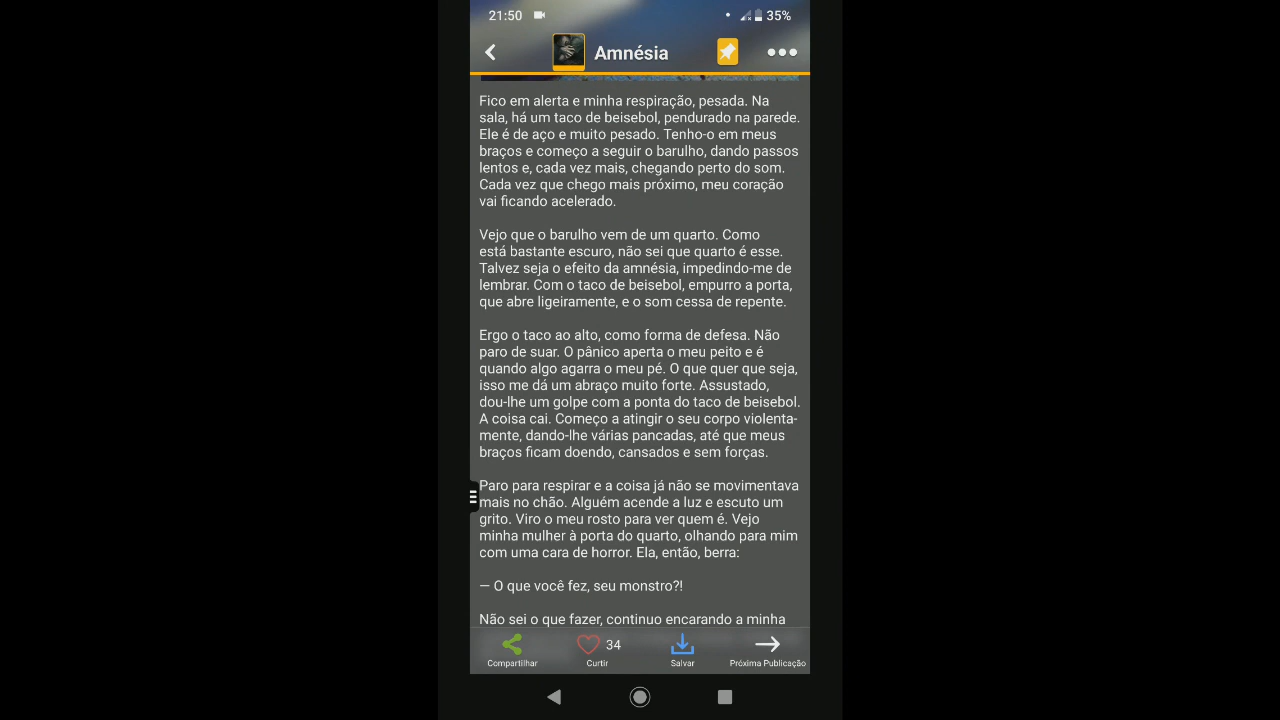 21:50
35%
Amnésia
Fico em alerta e minha respiração, pesada. Na
sala, há um taco de beisebol, pendurado na parede.
Ele é de aço e muito pesado. Tenho-o em meus
braços e começo a seguir o barulho, dando passos
lentos e, cada vez mais, chegando perto do som.
Cada vez que chego mais próximo, meu coração
vai ficando acelerado.
Vejo que o barulho vem de um quarto. Como
está bastante escuro, não sei que quarto é esse.
Talvez seja o efeito da amnésia, impedindo-me de
lembrar. Com o taco de beisebol, empurro a porta,
que abre ligeiramente, e o som cessa de repente.
Ergo o taco ao alto, como forma de defesa. Não
paro de suar. O pânico aperta o meu peito e é
quando algo agarra o meu pé. O que quer que seja,
isso me dá um abraço muito forte. Assustado,
dou-lhe um golpe com a ponta do taco de beisebol.
A coisa cai. Começo a atingir o seu corpo violenta-
mente, dando-lhe várias pancadas, até que meus
braços ficam doendo, cansados e sem forças.
Paro para respirar e a coisa já não se movimentava
mais no chão. Alguém acende a luz e escuto um
grito. Viro o meu rosto para ver quem é. Vejo
minha mulher à porta do quarto, olhando para mim
com uma cara de horror. Ela, então, berra:
— O que você fez, seu monstro?!
Não sei o que fazer, continuo encarando a minha
34
Compartilhar
Curtir
Salvar
Próxima Publicação